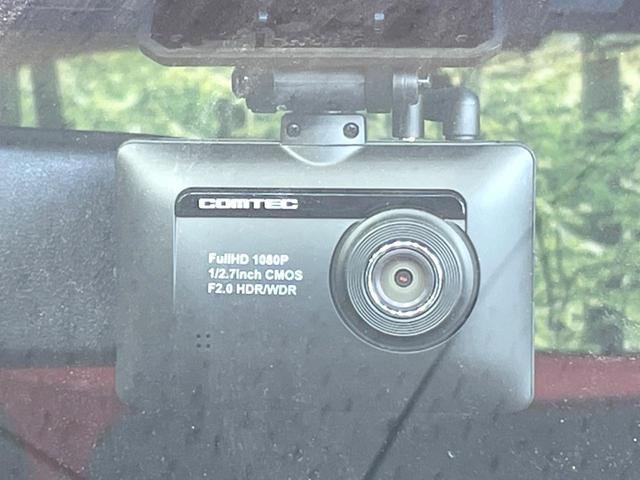 COMTEC
FullHD 1080P
1/2.7Inch CMOS
F2.0 HDR/WDR